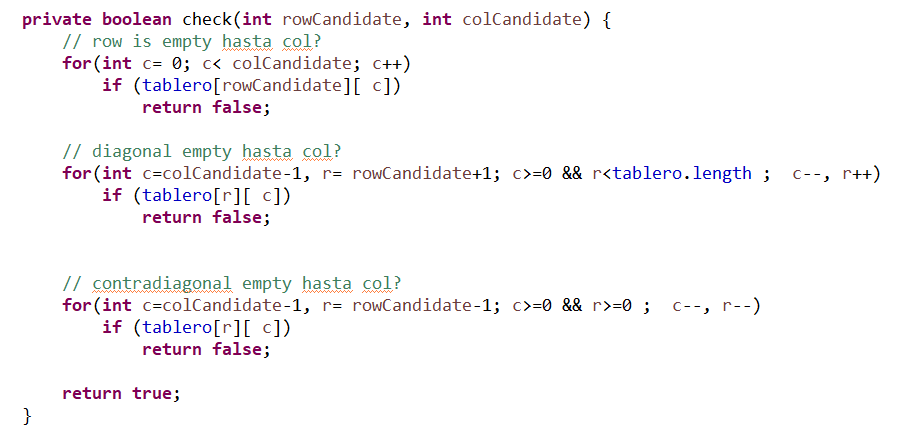 private boolean check(int rowCandidate, int colCandidate) {
// row is empty hasta col?
for(int c= 0; c< colCandidate; c++)
if (tablero[rowCandidate][ c])
return false;
// diagonal empty hasta col?
for(int c=colCandidate-1, r= rowCandidate+1; c>=0 && r<tablero.length ;  c--, r++)
if (tablero[r][ c])
return false;
// contradiagonal empty hasta col?
for(int c=colCandidate-1, r= rowCandidate-1; c>=0 && r>=0 ;  c--, r--)
if (tablero[r][ c])
return false;
return true;
}